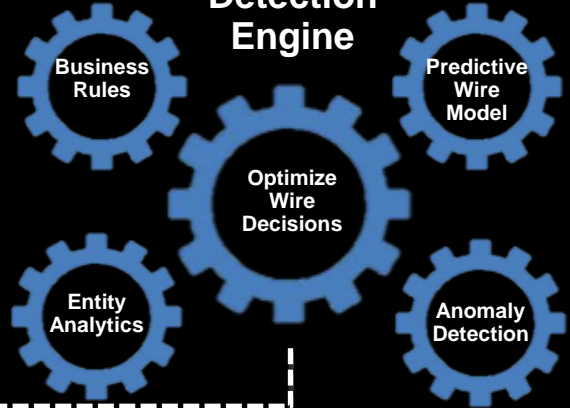 Detection
Engine
Business
Rules
Predictive
Wire
Model
Optimize
Wire
Decisions
Entity
Analytics
Anomaly
Detection